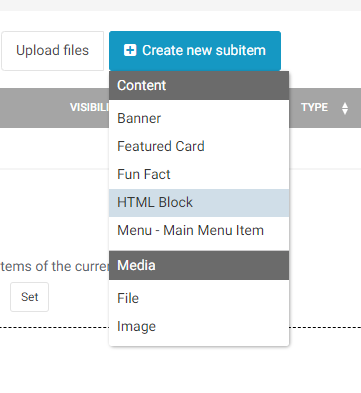 Upload files
Create new subitem
Content
VISIBILI
TYPE
Banner
Featured Card
Fun Fact
HTML Block
Menu - Main Menu Item
Media
tems of the curre
File
Set
Image